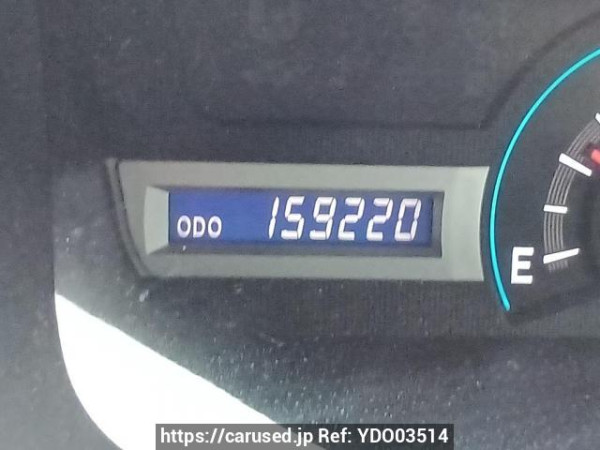 ODO 159220
E
https://carused.jp Ref: YDO03514